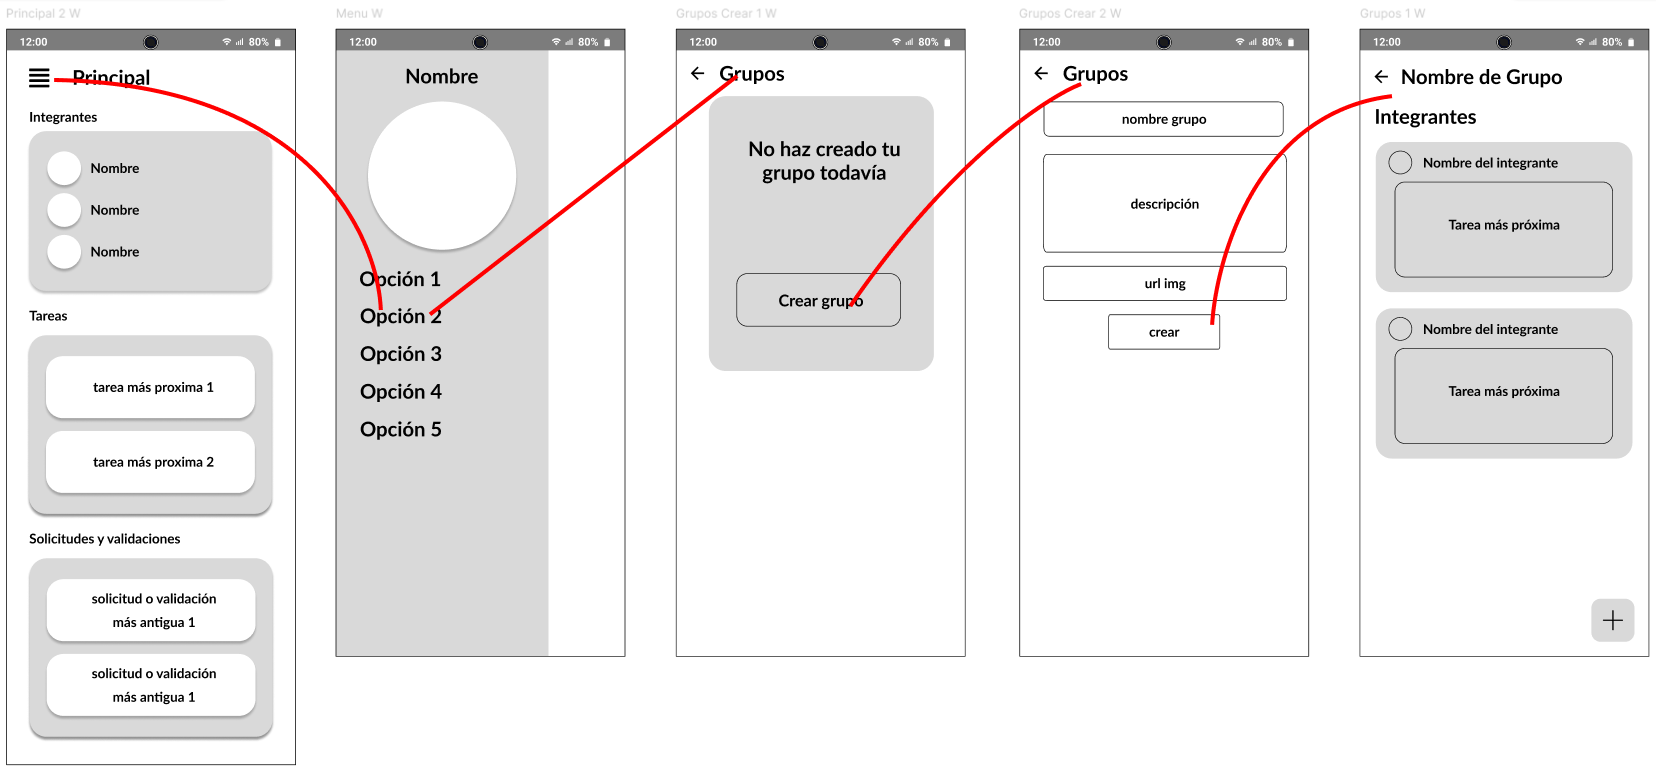 Principal 2 W
12:00
80%
Principal
Integrantes
Nombre
Nombre
Nombre
Tareas
tarea más proxima 1
tarea más proxima 2
Solicitudes y validaciones
solicitud o validación
más antigua 1
solicitud o validación
más antigua 1
Menu W
12:00
80%
Nombre
Opción 1
Opción 2
Opción 3
Opción 4
Opción 5
Grupos Crear 1 W
12:00
80%
Grupos
No haz creado tu
grupo todavía
Crear grupo
Grupos Crear 2 W
12:00
80%
Grupos
nombre grupo
descripción
url img
crear
Grupos 1 W
12:00
80%
Nombre de Grupo
Integrantes
Nombre del integrante
Tarea más próxima
Nombre del integrante
Tarea más próxima